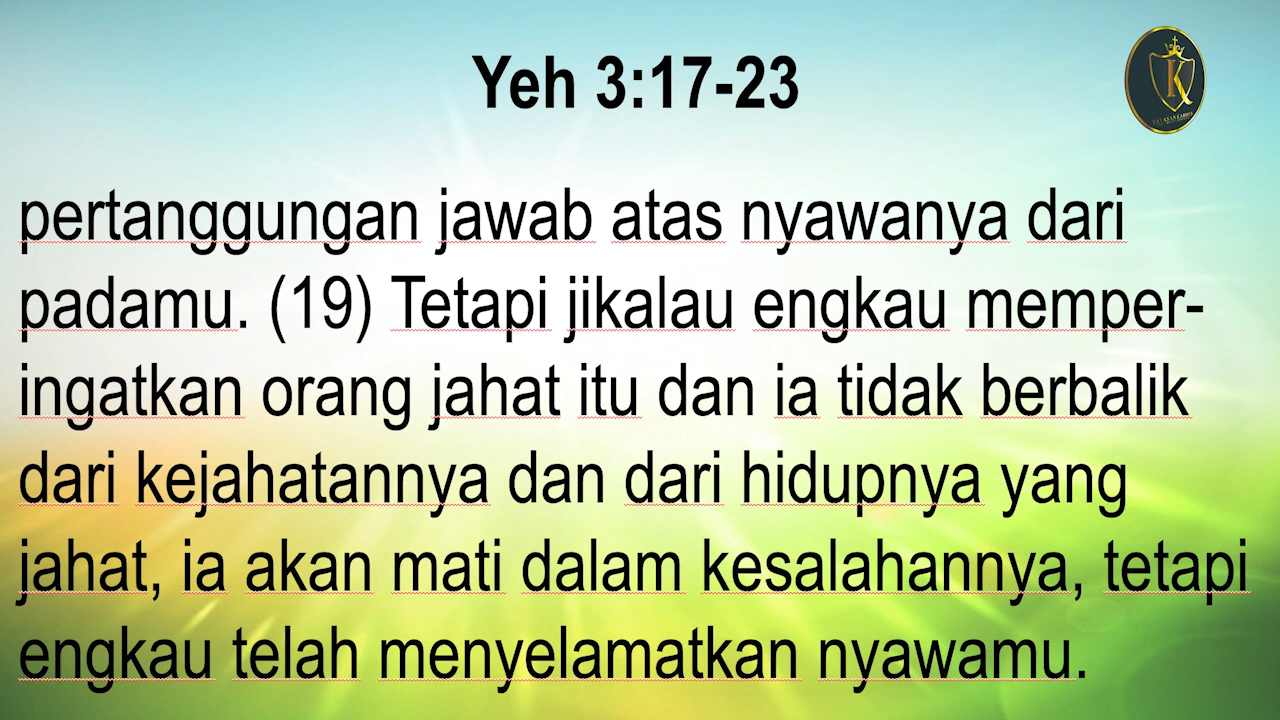 Yeh 3:17-23
K
pertanggungan jawab atas nyawanya dari
padamu. (19) Tetapi jikalau engkau memper-
ingatkan orang jahat itu dan ia tidak berbalik
dari kejahatannya dan dari hidupnya yang
jahat, ia akan mati dalam kesalahannya, tetapi
engkau telah menyelamatkan nyawamu.